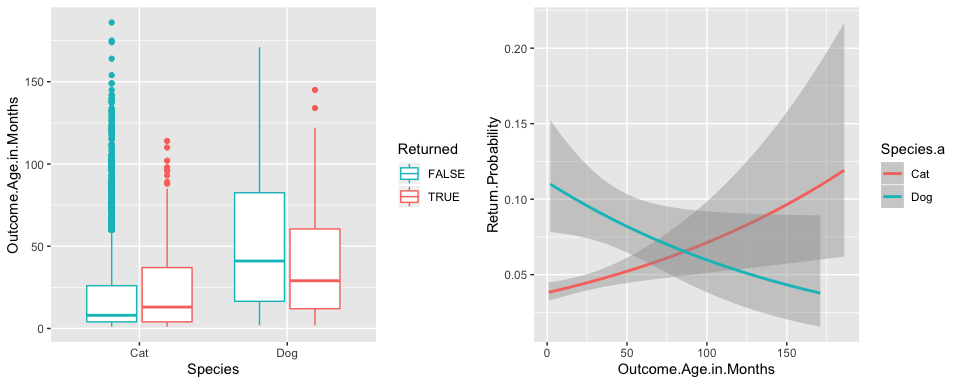 Outcome.Age.in.Months
150
100
50
0
Cat
Dog
Species
Returned
FALSE
TRUE
Return.Probability
0.20
0.15
0.10
0.05
0
50
100
150
Outcome.Age.in.Months
Species.a
Cat
Dog